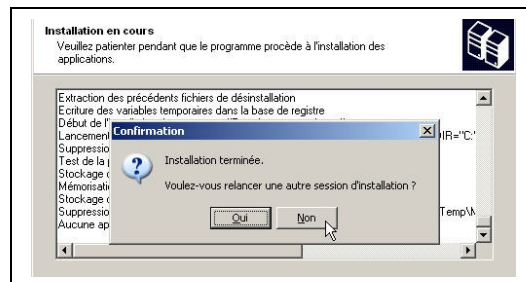 Installation en cours
Veuillez patienter pendant que le programme procède à l'installation des
applications.
Extraction des précédents fichiers de désinstallation
Ecriture des variables temporaires dans la base de registre
Début de l'
Lancement
IR="C:'
Suppressio
Test de la p
Stockage d
Mémorisati
Stockage d
Suppressio
Temp\M
Aucune ap
Confirmation
Installation terminée.
Voulez-vous relancer une autre session d'installation ?
Oui
Non